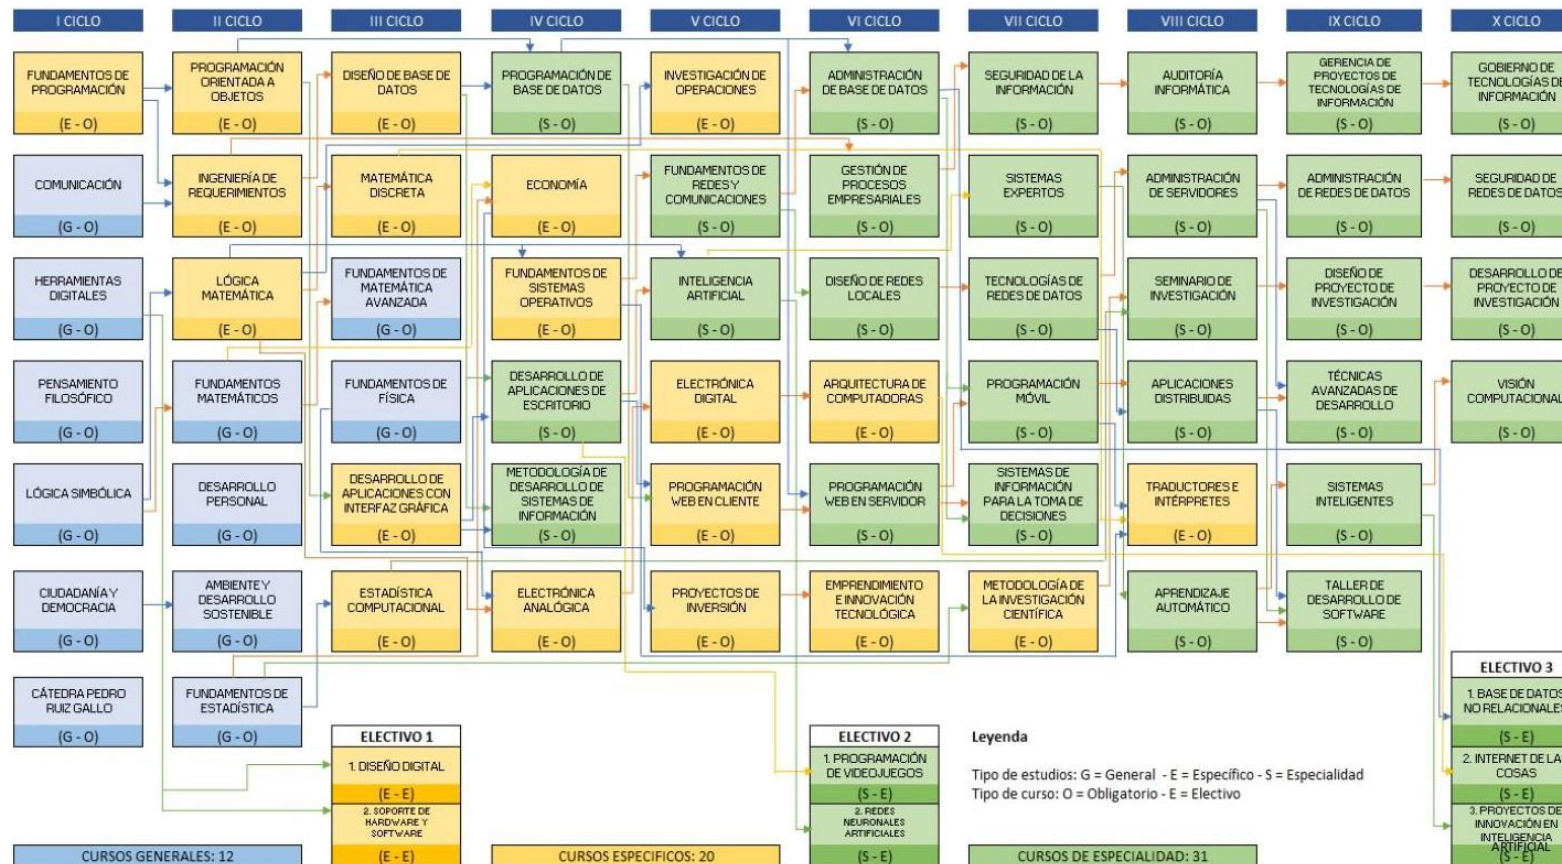 I CICLO
II CICLO
III CICLO
IV CICLO
V CICLO
VI CICLO
VII CICLO
VIII CICLO
IX CICLO
X CICLO
FUNDAMENTOS DE
PROGRAMACIÓN
(E - O)
PROGRAMACIÓN
ORIENTADA A
OBJETOS
(E - O)
DISEÑO DE BASE DE
DATOS
(E - O)
PROGRAMACIÓN DE
BASE DE DATOS
(S - O)
INVESTIGACIÓN DE
OPERACIONES
(E - O)
ADMINISTRACIÓN
DE BASE DE DATOS
(S - O)
SEGURIDAD DE LA
INFORMACIÓN
(S - O)
AUDITORÍA
INFORMÁTICA
(S - O)
GERENCIA DE
PROYECTOS DE
TECNOLOGÍAS DE
INFORMACIÓN
(S - O)
GOBIERNO DE
TECNOLOGÍAS DE
INFORMACIÓN
(S - O)
COMUNICACIÓN
(G - O)
INGENIERÍA DE
REQUERIMIENTOS
(E - O)
MATEMÁTICA
DISCRETA
(E - O)
ECONOMÍA
(E - O)
FUNDAMENTOS DE
REDES Y
COMUNICACIONES
(S - O)
GESTIÓN DE
PROCESOS
EMPRESARIALES
(S - O)
SISTEMAS
EXPERTOS
(S - O)
ADMINISTRACIÓN
DE SERVIDORES
(S - O)
ADMINISTRACIÓN
DE REDES DE DATOS
(S - O)
SEGURIDAD DE
REDES DE DATOS
(S - O)
HERRAMIENTAS
DIGITALES
(G - O)
LÓGICA
MATEMÁTICA
(E - O)
FUNDAMENTOS DE
MATEMÁTICA
AVANZADA
(G - O)
FUNDAMENTOS DE
SISTEMAS
OPERATIVOS
(E - O)
INTELIGENCIA
ARTIFICIAL
(S - O)
DISEÑO DE REDES
LOCALES
(S - O)
TECNOLOGÍAS DE
REDES DE DATOS
(S - O)
SEMINARIO DE
INVESTIGACIÓN
(S - O)
DISEÑO DE
PROYECTO DE
INVESTIGACIÓN
(S - O)
DESARROLLO DE
PROYECTO DE
INVESTIGACIÓN
(S - O)
PENSAMIENTO
FILOSÓFICO
(G - O)
FUNDAMENTOS
MATEMÁTICOS
(G - O)
FUNDAMENTOS DE
FÍSICA
(G - O)
DESARROLLO DE
APLICACIONES DE
ESCRITORIO
(S - O)
ELECTRÓNICA
DIGITAL
(E - O)
ARQUITECTURA DE
COMPUTADORAS
(E - O)
PROGRAMACIÓN
MÓVIL
(S - O)
APLICACIONES
DISTRIBUIDAS
(S - O)
TÉCNICAS
AVANZADAS DE
DESARROLLO
(S - O)
VISIÓN
COMPUTACIONAL
(S - O)
LÓGICA SIMBÓLICA
(G - O)
DESARROLLO
PERSONAL
(G - O)
DESARROLLO DE
APLICACIONES CON
INTERFAZ GRÁFICA
(E - O)
METODOLOGÍA DE
DESARROLLO DE
SISTEMAS DE
INFORMACIÓN
(S - O)
PROGRAMACIÓN
WEB EN CLIENTE
(E - O)
PROGRAMACIÓN
WEB EN SERVIDOR
(S - O)
SISTEMAS DE
INFORMACIÓN
PARA LA TOMA DE
DECISIONES
(S - O)
TRADUCTORES E
INTÉRPRETES
(E - O)
SISTEMAS
INTELIGENTES
(S - O)
CIUDADANÍA Y
DEMOCRACIA
(G - O)
AMBIENTE Y
DESARROLLO
SOSTENIBLE
(G - O)
ESTADÍSTICA
COMPUTACIONAL
(E - O)
ELECTRÓNICA
ANALÓGICA
(E - O)
PROYECTOS DE
INVERSIÓN
(E - O)
EMPRENDIMIENTO
E INNOVACIÓN
TECNOLÓGICA
(E - O)
METODOLOGÍA DE
LA INVESTIGACIÓN
CIENTÍFICA
(E - O)
APRENDIZAJE
AUTOMÁTICO
(S - O)
TALLER DE
DESARROLLO DE
SOFTWARE
(S - O)
CÁTEDRA PEDRO
RUIZ GALLO
(G - O)
FUNDAMENTOS DE
ESTADÍSTICA
(G - O)
ELECTIVO 1
1. DISEÑO DIGITAL
(E - E)
2. SOPORTE DE
HARDWARE Y
SOFTWARE
(E - E)
ELECTIVO 2
1. PROGRAMACIÓN
DE VIDEOJUEGOS
(S - E)
2. REDES
NEURONALES
ARTIFICIALES
(S - E)
Leyenda
Tipo de estudios: G = General - E = Específico - S = Especialidad
Tipo de curso: O = Obligatorio - E = Electivo
ELECTIVO 3
1. BASE DE DATOS
NO RELACIONALES
(S - E)
2. INTERNET DE LA
COSAS
(S - E)
3. PROYECTOS DE
INNOVACIÓN EN
INTELIGENCIA
ARTIFICIAL
(S - E)
CURSOS GENERALES: 12
CURSOS ESPECIFICOS: 20
CURSOS DE ESPECIALIDAD: 31